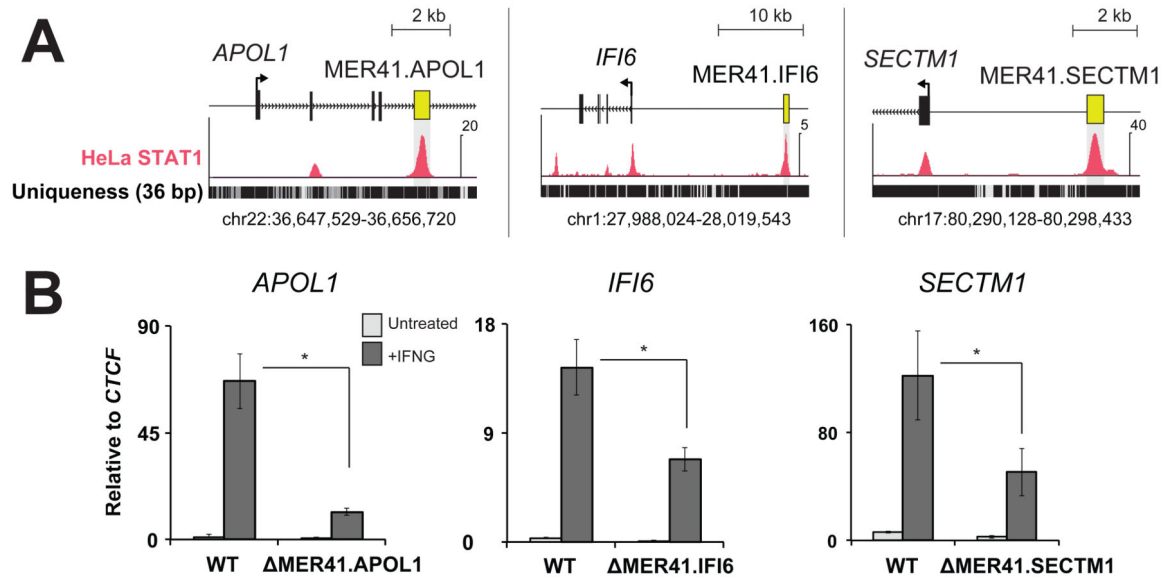 A
2 kb
10 kb
2 kb
APOL1
MER41.APOL1
IFI6
MER41.IFI6
SECTM1
MER41.SECTM1
20
5
40
HeLa STAT1
Uniqueness (36 bp)
chr22:36,647,529-36,656,720
chr1:27,988,024-28,019,543
chr17:80,290,128-80,298,433
B
APOL1
IFI6
SECTM1
Relative to CTCF
90
45
0
Untreated
+IFNG
*
WT
ΔMER41.APOL1
18
9
0
*
WT
ΔMER41.IFI6
160
80
0
*
WT
ΔMER41.SECTM1